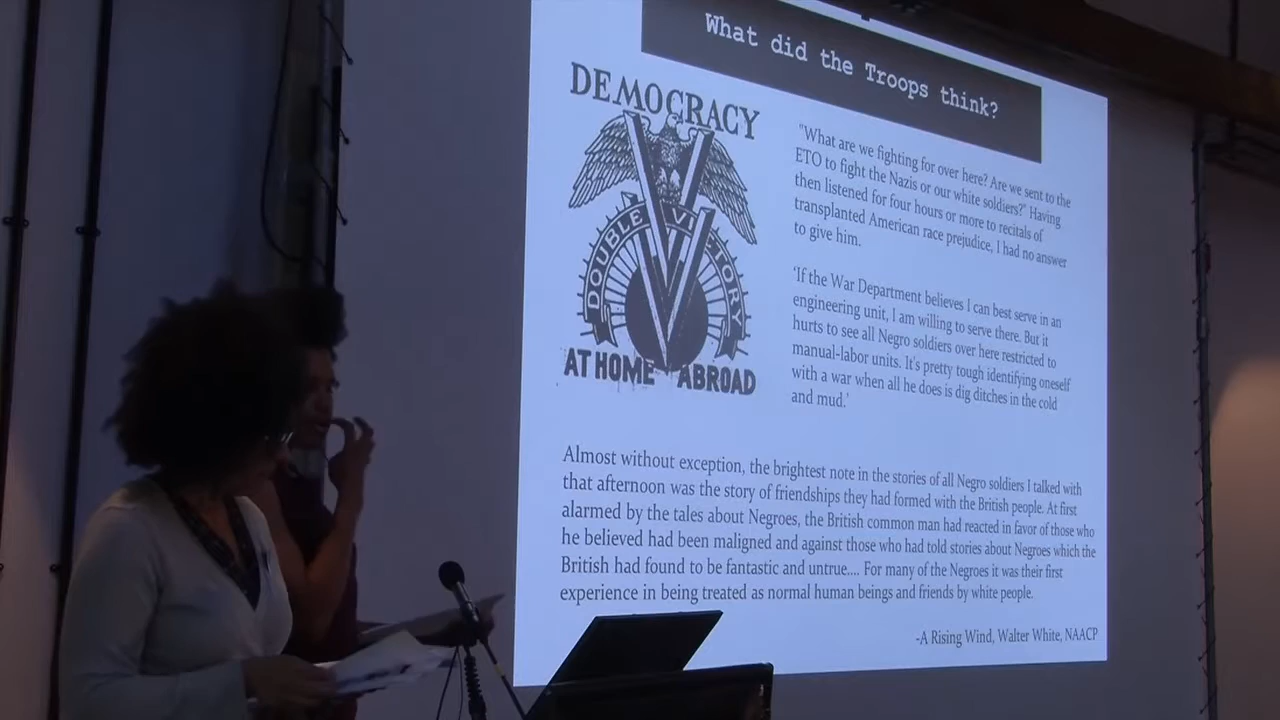 What did the Troops think?
DEMOCRACY
DOUBLE VICTORY
AT HOME ABROAD
"What are we fighting for over here? Are we sent to the
ETO to fight the Nazis or our white soldiers?" Having
then listened for four hours or more to recitals of
transplanted American race prejudice, I had no answer
to give him.
'If the War Department believes I can best serve in an
engineering unit, I am willing to serve there. But it
hurts to see all Negro soldiers over here restricted to
manual-labor units. It's pretty tough identifying oneself
with a war when all he does is dig ditches in the cold
and mud.'
Almost without exception, the brightest note in the stories of all Negro soldiers I talked with
that afternoon was the story of friendships they had formed with the British people. At first
alarmed by the tales about Negroes, the British common man had reacted in favor of those who
he believed had been maligned and against those who had told stories about Negroes which the
British had found to be fantastic and untrue.... For many of the Negroes it was their first
experience in being treated as normal human beings and friends by white people.
-A Rising Wind, Walter White, NAACP